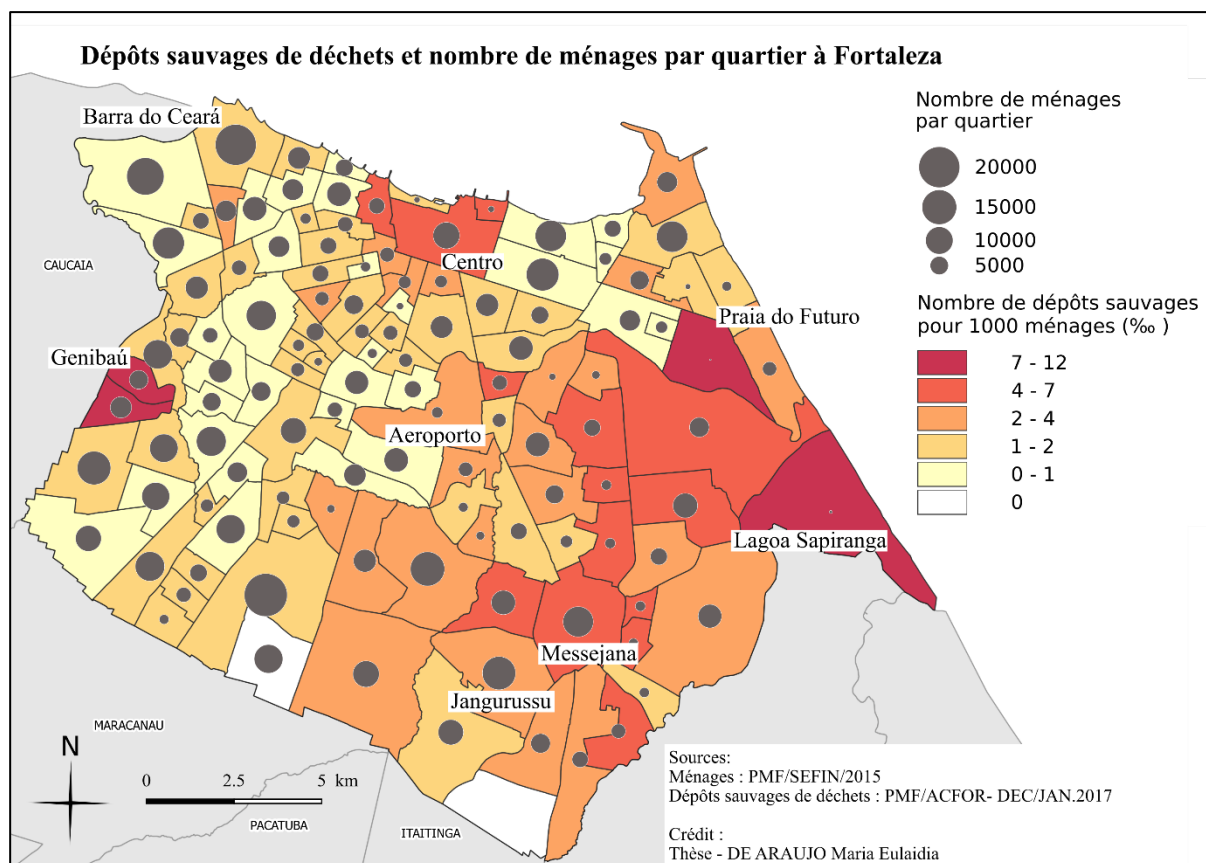 Dépôts sauvages de déchets et nombre de ménages par quartier à Fortaleza
Nombre de ménages
par quartier
20000
15000
10000
5000
Nombre de dépôts sauvages
pour 1000 ménages (‰ )
7 - 12
4 - 7
2 - 4
1 - 2
0 - 1
0
Barra do Ceará
CAUCAIA
Centro
Praia do Futuro
Genibaú
Aeroporto
Lagoa Sapiranga
Messejana
Jangurussu
MARACANAU
N
0 2.5 5 km
PACATUBA
ITAITINGA
Sources:
Ménages : PMF/SEFIN/2015
Dépôts sauvages de déchets : PMF/ACFOR- DEC/JAN.2017
Crédit :
Thèse - DE ARAUJO Maria Eulaidia